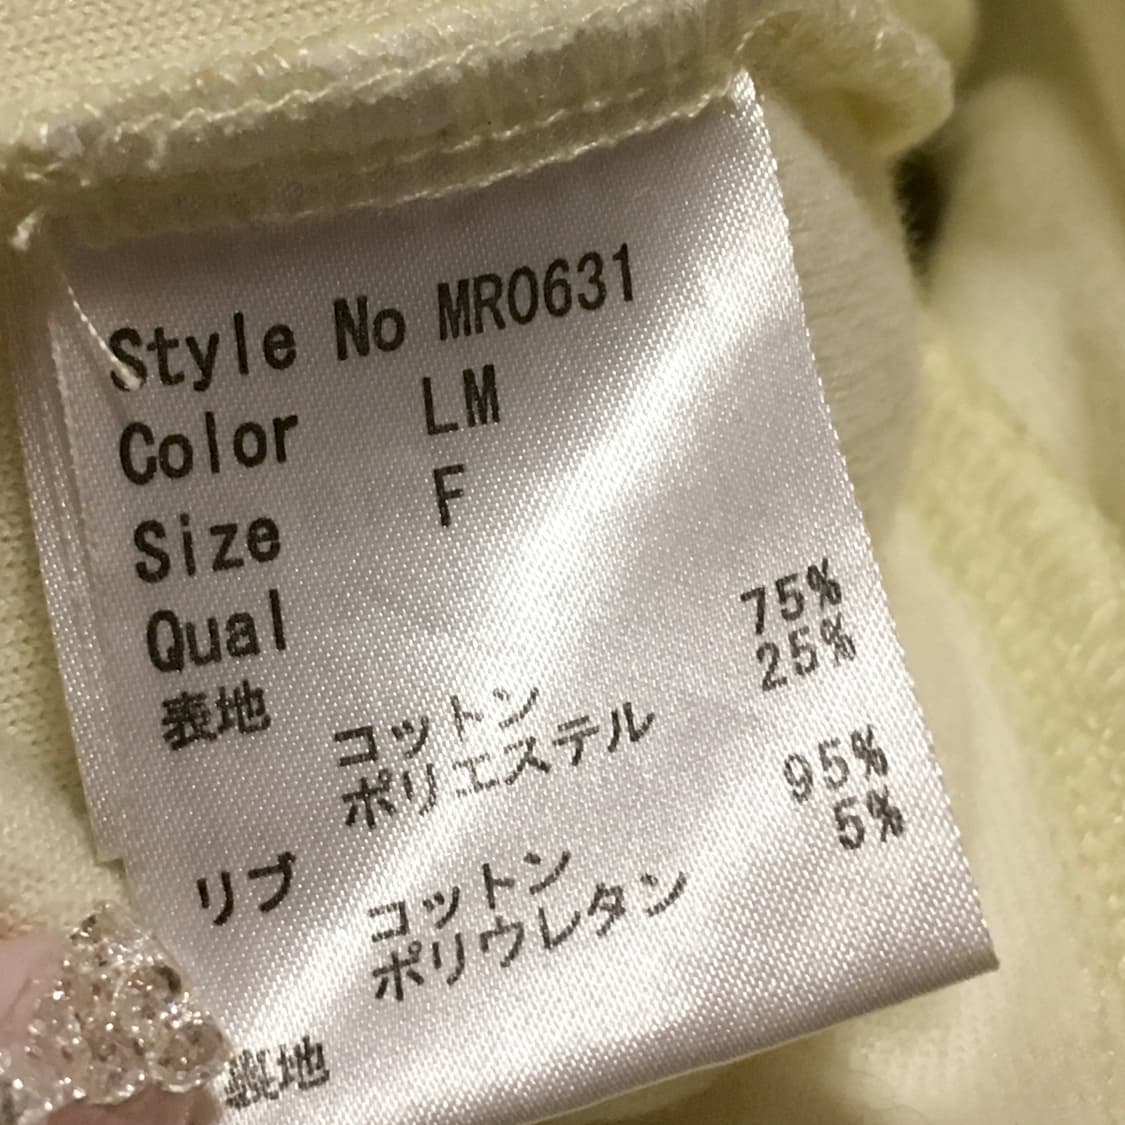 Style No MR0631
Color LM
Size F
Qual
表地 コットン 75%
ポリエステル 25%
リブ コットン 95%
ポリウレタン 5%
表地